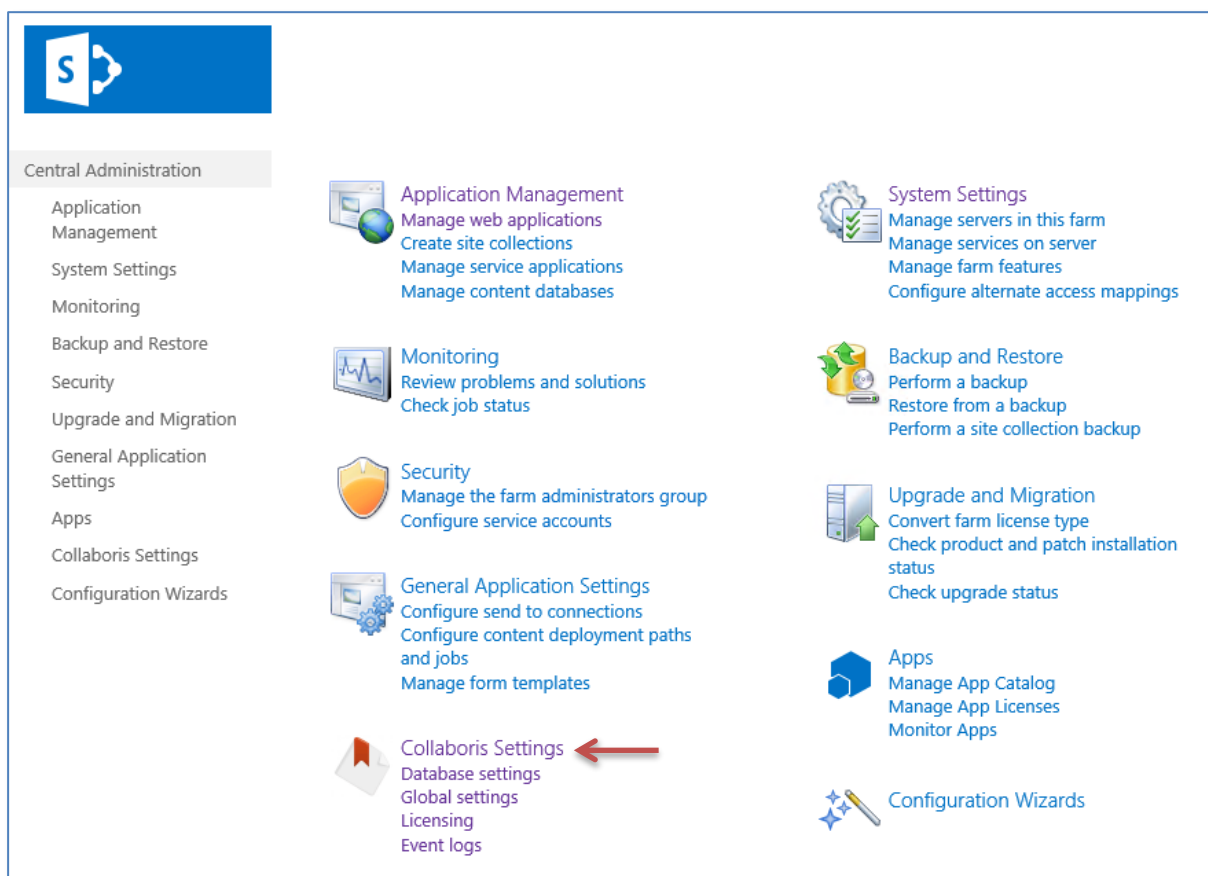 S
Central Administration
Application
Management
System Settings
Monitoring
Backup and Restore
Security
Upgrade and Migration
General Application
Settings
Apps
Collaboris Settings
Configuration Wizards
Application Management
Manage web applications
Create site collections
Manage service applications
Manage content databases
Monitoring
Review problems and solutions
Check job status
Security
Manage the farm administrators group
Configure service accounts
General Application Settings
Configure send to connections
Configure content deployment paths
and jobs
Manage form templates
Collaboris Settings
Database settings
Global settings
Licensing
Event logs
System Settings
Manage servers in this farm
Manage services on server
Manage farm features
Configure alternate access mappings
Backup and Restore
Perform a backup
Restore from a backup
Perform a site collection backup
Upgrade and Migration
Convert farm license type
Check product and patch installation
status
Check upgrade status
Apps
Manage App Catalog
Manage App Licenses
Monitor Apps
Configuration Wizards